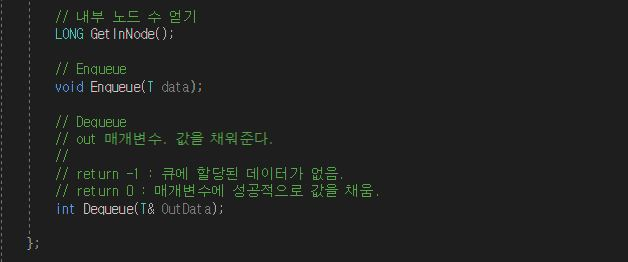 // 내부 노드 수 얻기
LONG GetInNode();
// Enqueue
void Enqueue(T data);
// Dequeue
// out 매개변수. 값을 채워준다.
//
// return -1 : 큐에 할당된 데이터가 없음.
// return 0 : 매개변수에 성공적으로 값을 채움.
int Dequeue(T& OutData);
};